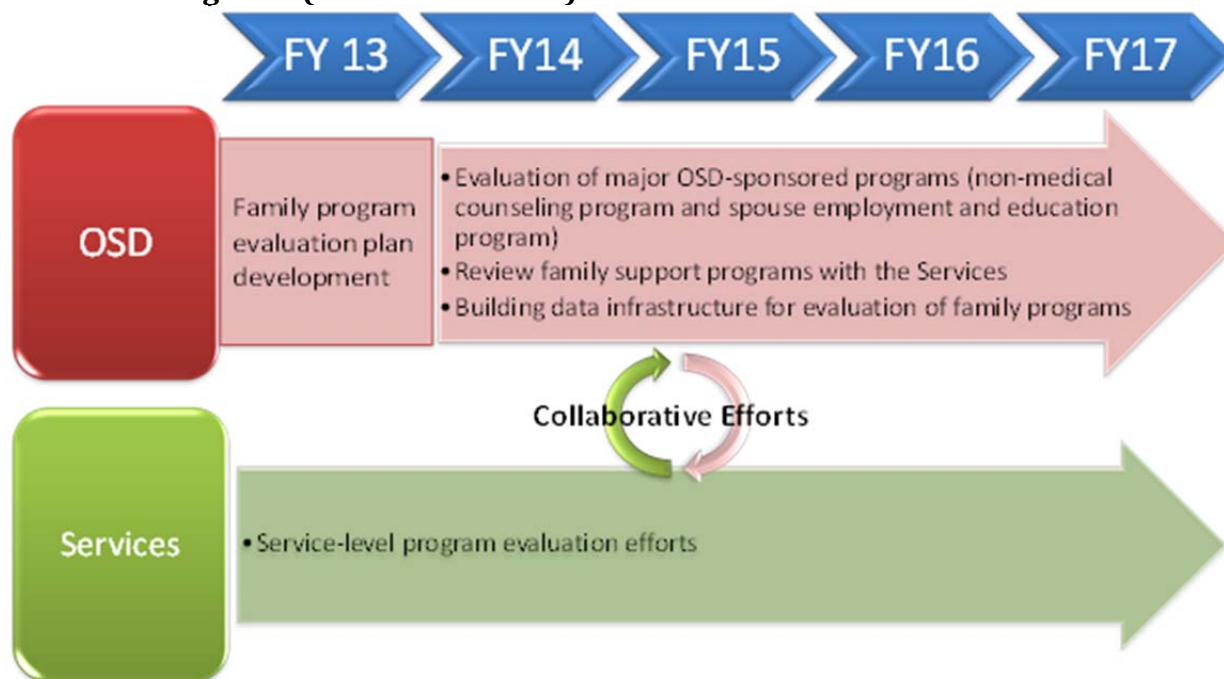 FY 13
FY14
FY15
FY16
FY17
OSD
Family program
evaluation plan
development
• Evaluation of major OSD-sponsored programs (non-medical
counseling program and spouse employment and education
program)
• Review family support programs with the Services
• Building data infrastructure for evaluation of family programs
Collaborative Efforts
Services
• Service-level program evaluation efforts